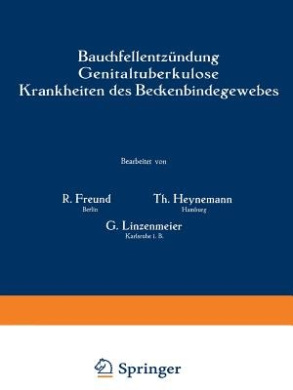 Bauchfellentzündung
Genitaltuberkulose
Krankheiten des Beckenbindegewebes
Bearbeitet von
R. Freund Th. Heynemann
Berlin Hamburg
G. Linzenmeier
Karlsruhe i. B.
Springer